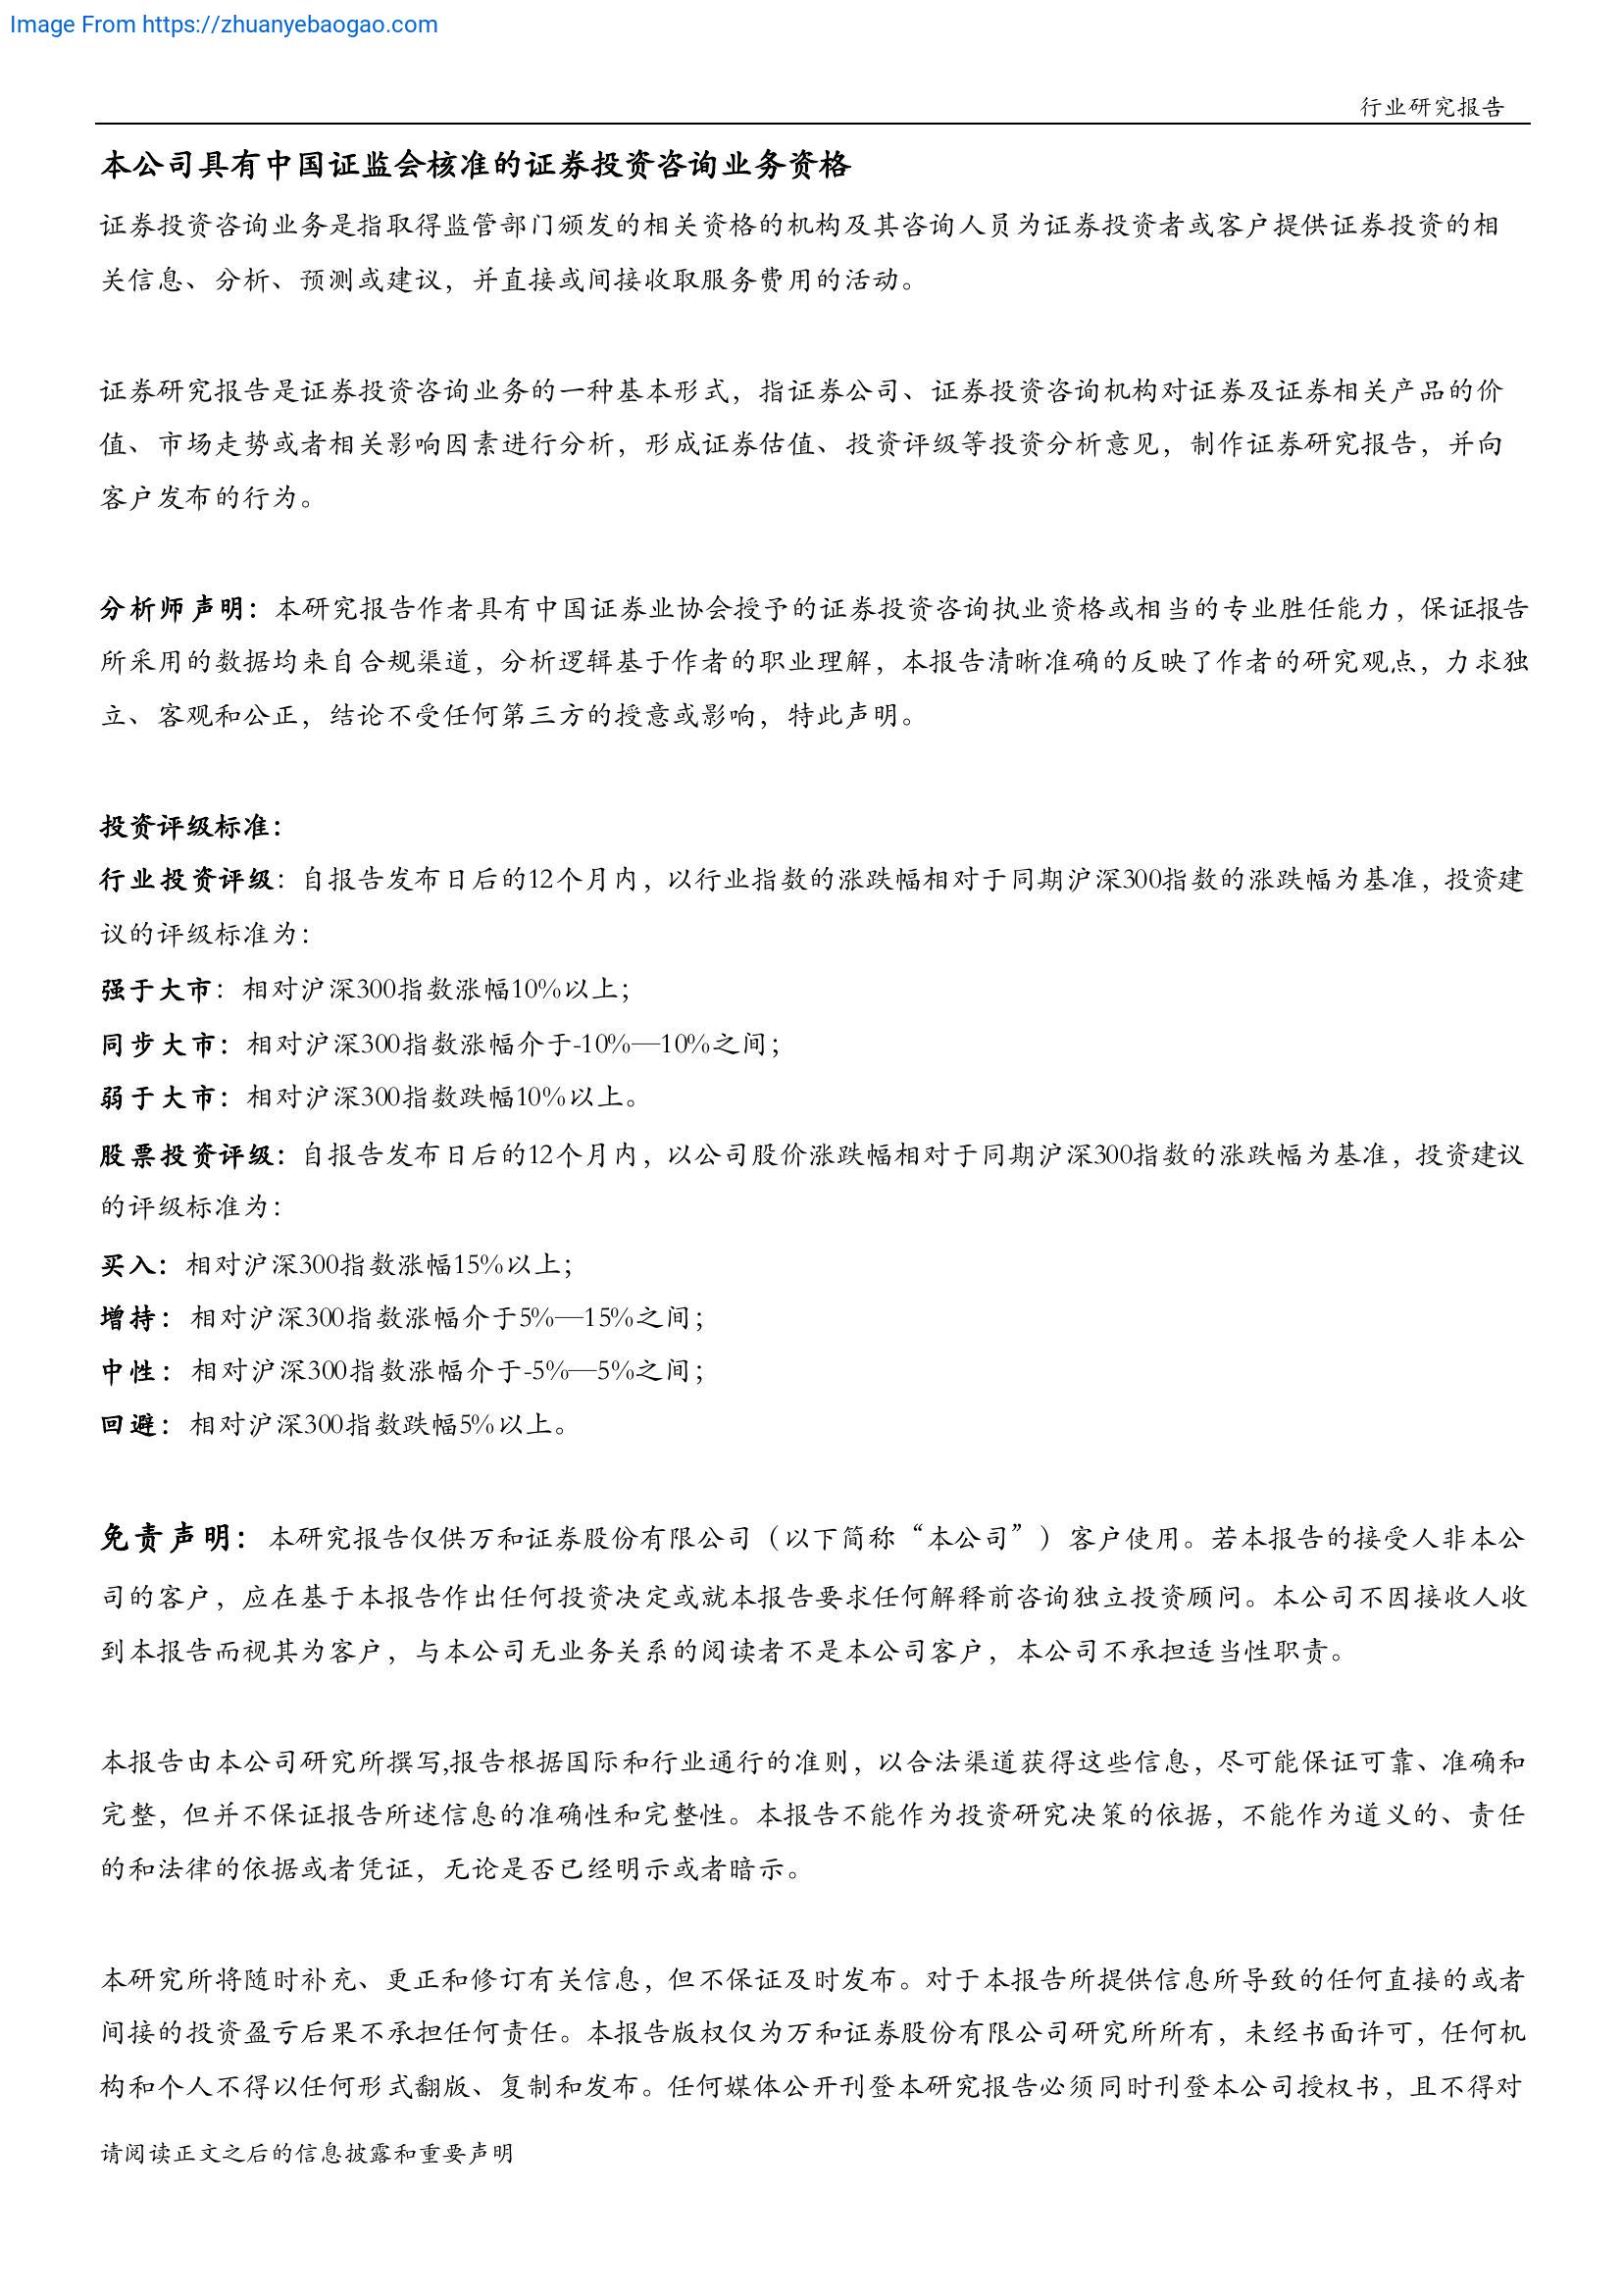 Image From https://zhuanyebaogao.com
行业研究报告
本公司具有中国证监会核准的证券投资咨询业务资格
证券投资咨询业务是指取得监管部门颁发的相关资格的机构及其咨询人员为证券投资者或客户提供证券投资的相
关信息、分析、预测或建议，并直接或间接收取服务费用的活动。
证券研究报告是证券投资咨询业务的一种基本形式，指证券公司、证券投资咨询机构对证券及证券相关产品的价
值、市场走势或者相关影响因素进行分析，形成证券估值、投资评级等投资分析意见，制作证券研究报告，并向
客户发布的行为。
分析师声明：本研究报告作者具有中国证券业协会授予的证券投资咨询执业资格或相当的专业胜任能力，保证报告
所采用的数据均来自合规渠道，分析逻辑基于作者的职业理解，本报告清晰准确的反映了作者的研究观点，力求独
立、客观和公正，结论不受任何第三方的授意或影响，特此声明。
投资评级标准：
行业投资评级：自报告发布日后的12个月内，以行业指数的涨跌幅相对于同期沪深300指数的涨跌幅为基准，投资建
议的评级标准为：
强于大市：相对沪深300指数涨幅10%以上；
同步大市：相对沪深300指数涨幅介于-10%—10%之间；
弱于大市：相对沪深300指数跌幅10%以上。
股票投资评级：自报告发布日后的12个月内，以公司股价涨跌幅相对于同期沪深300指数的涨跌幅为基准，投资建议
的评级标准为：
买入：相对沪深300指数涨幅15%以上；
增持：相对沪深300指数涨幅介于5%—15%之间；
中性：相对沪深300指数涨幅介于-5%—5%之间；
回避：相对沪深300指数跌幅5%以上。
免责声明：本研究报告仅供万和证券股份有限公司（以下简称“本公司”）客户使用。若本报告的接受人非本公
司的客户，应在基于本报告作出任何投资决定或就本报告要求任何解释前咨询独立投资顾问。本公司不因接收人收
到本报告而视其为客户，与本公司无业务关系的阅读者不是本公司客户，本公司不承担适当性职责。
本报告由本公司研究所撰写,报告根据国际和行业通行的准则，以合法渠道获得这些信息，尽可能保证可靠、准确和
完整，但并不保证报告所述信息的准确性和完整性。本报告不能作为投资研究决策的依据，不能作为道义的、责任
的和法律的依据或者凭证，无论是否已经明示或者暗示。
本研究所将随时补充、更正和修订有关信息，但不保证及时发布。对于本报告所提供信息所导致的任何直接的或者
间接的投资盈亏后果不承担任何责任。本报告版权仅为万和证券股份有限公司研究所所有，未经书面许可，任何机
构和个人不得以任何形式翻版、复制和发布。任何媒体公开刊登本研究报告必须同时刊登本公司授权书，且不得对
请阅读正文之后的信息披露和重要声明